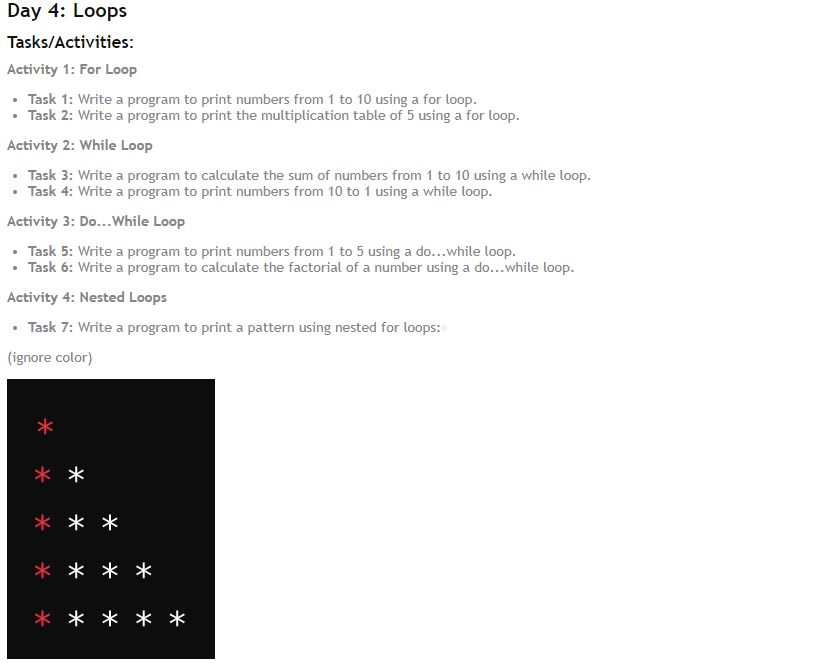 Day 4: Loops
Tasks/Activities:
Activity 1: For Loop
• Task 1: Write a program to print numbers from 1 to 10 using a for loop.
• Task 2: Write a program to print the multiplication table of 5 using a for loop.
Activity 2: While Loop
• Task 3: Write a program to calculate the sum of numbers from 1 to 10 using a while loop.
• Task 4: Write a program to print numbers from 10 to 1 using a while loop.
Activity 3: Do...While Loop
• Task 5: Write a program to print numbers from 1 to 5 using a do...while loop.
• Task 6: Write a program to calculate the factorial of a number using a do...while loop.
Activity 4: Nested Loops
• Task 7: Write a program to print a pattern using nested for loops:
(ignore color)
*
* *
* * *
* * * *
* * * * *